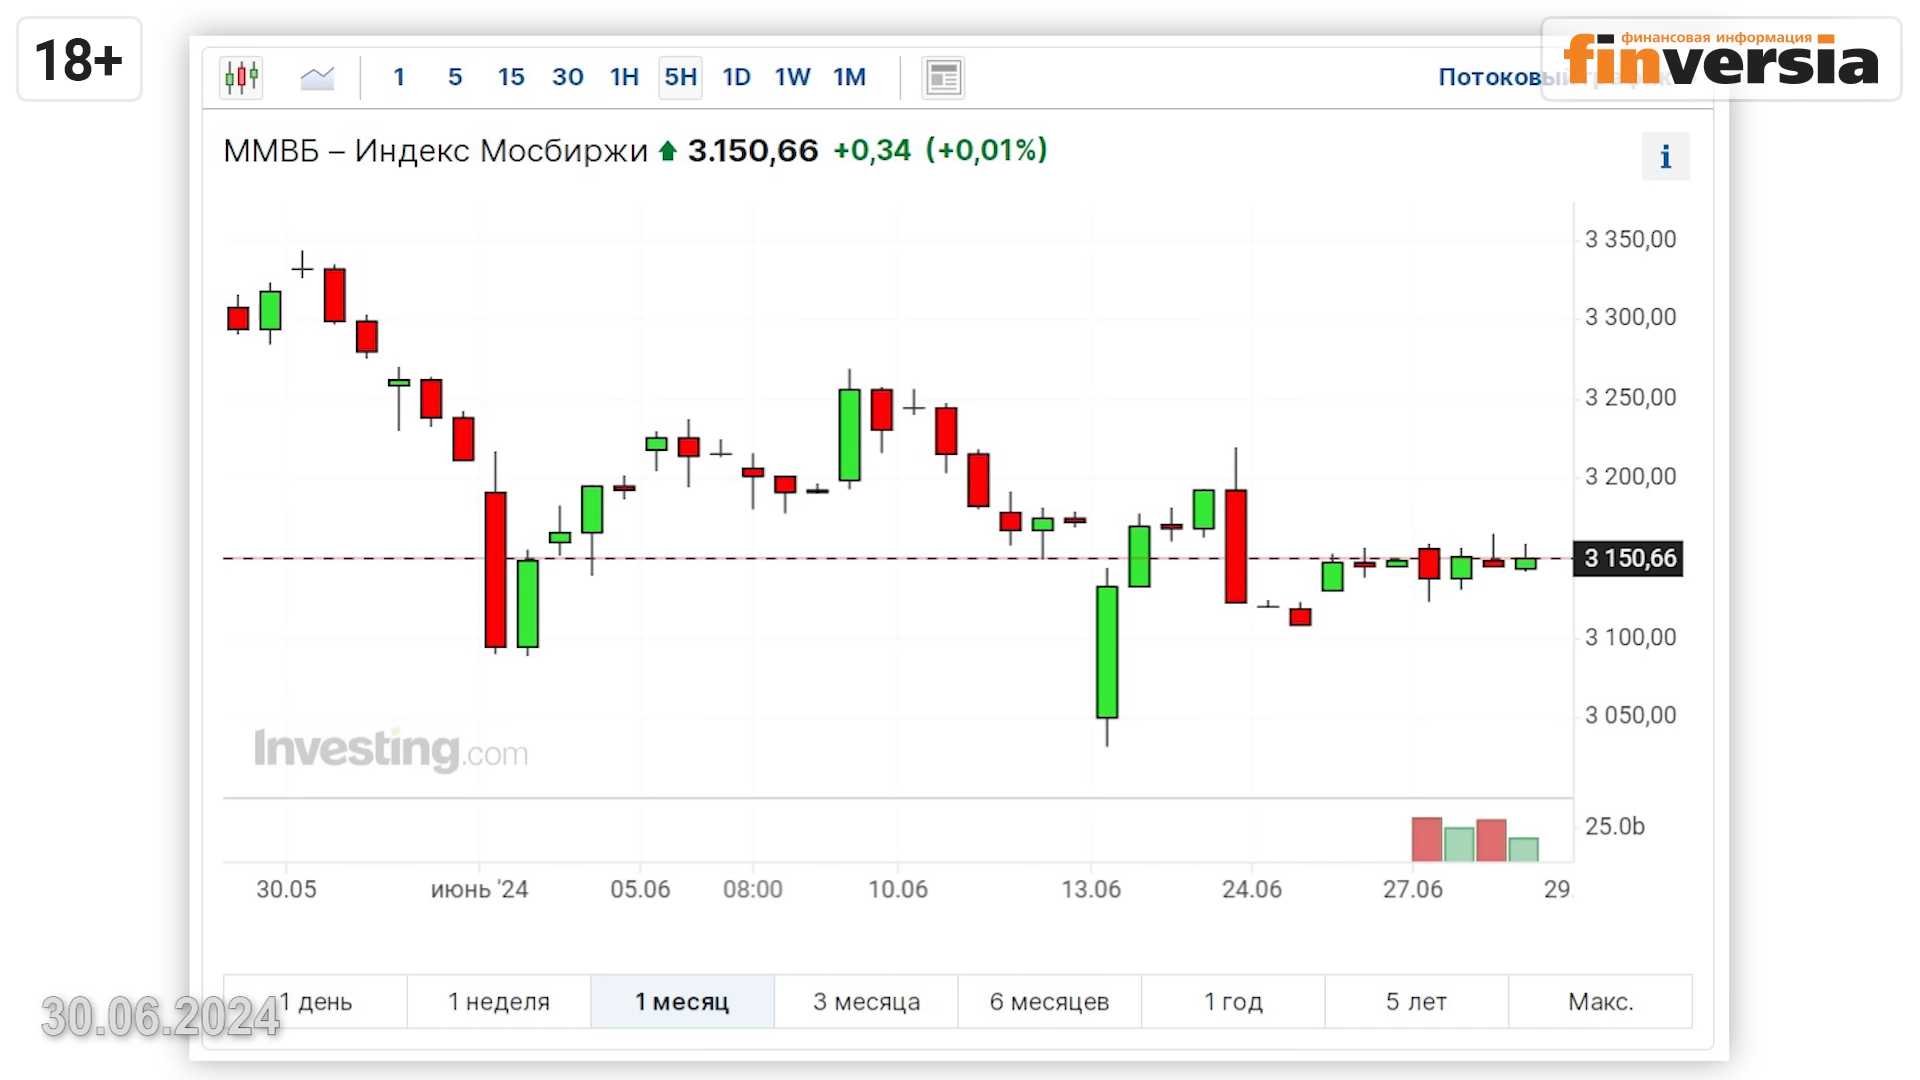 18+
финансовая информация
finversia
1 5 15 30 1H 5H 1D 1W 1M
ММВБ – Индекс Мосбиржи 3.150,66 +0,34 (+0,01%)
i
3 350,00
3 300,00
3 250,00
3 200,00
3 150,66
3 100,00
3 050,00
Investing.com
25.0b
30.05 июнь '24 05.06 08:00 10.06 13.06 24.06 27.06 29.
1 день 1 неделя 1 месяц 3 месяца 6 месяцев 1 год 5 лет Макс.
30.06.2024